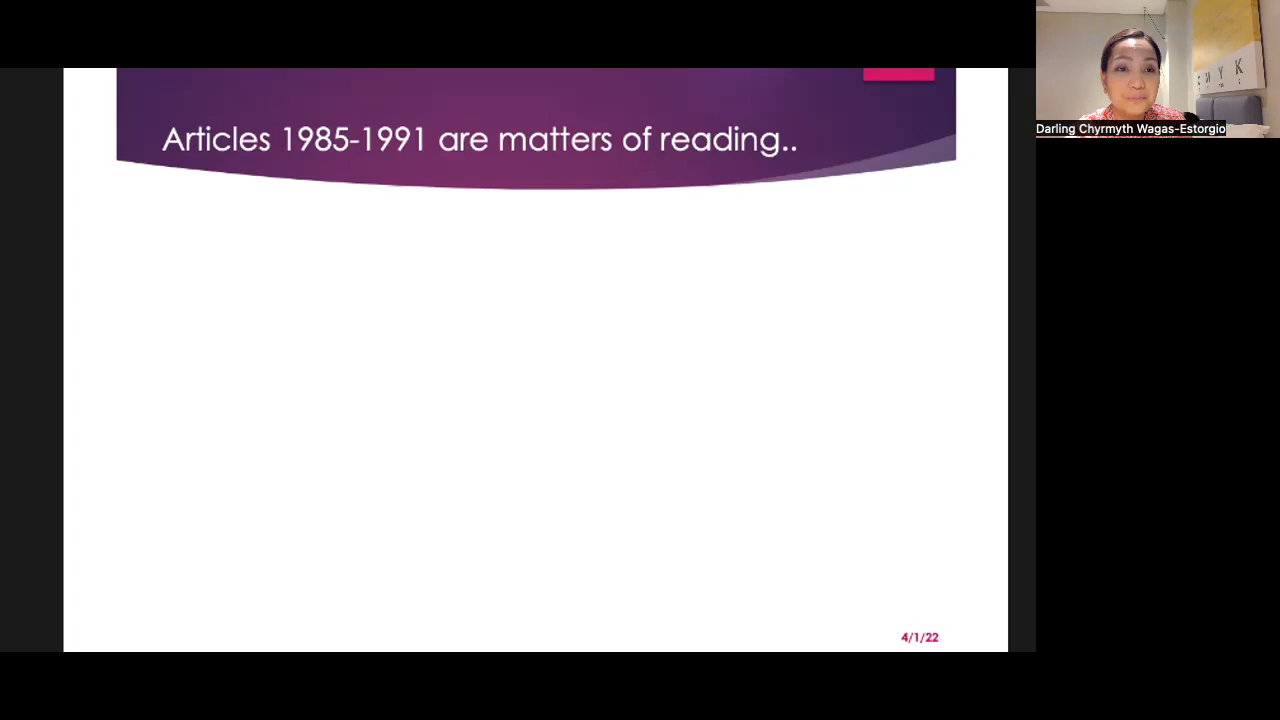 Articles 1985-1991 are matters of reading..
4/1/22
Darling Chyrmyth Wagas-Estorgio